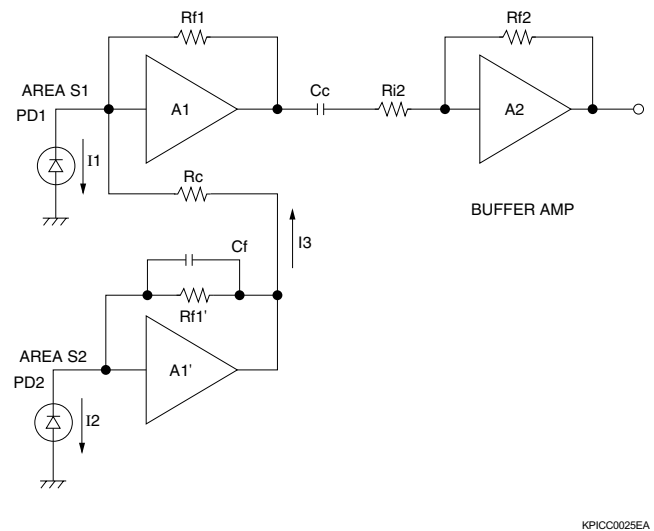 Rf1
Rf2
AREA S1
PD1
A1
Cc
Ri2
A2
I1
Rc
BUFFER AMP
I3
Cf
Rf1'
AREA S2
PD2
A1'
I2
KPICC0025EA